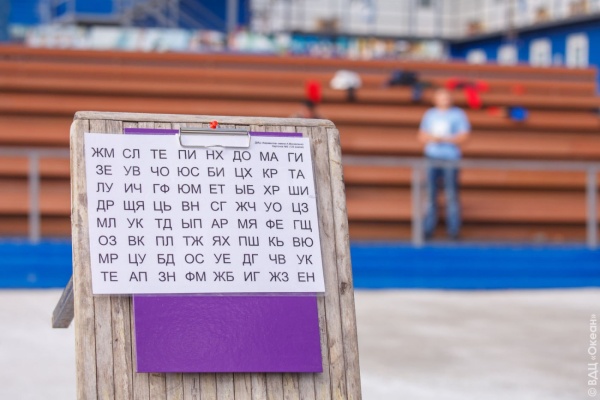 ЖМ СЛ ТЕ ПИ НХ ДО МА ГИ
ЗЕ УВ ЧО ЮС БИ ЦХ КР ТА
ЛУ ИЧ ГФ ЮМ ЕТ ЫБ ХР ШИ
ДР ЩЯ ЦЬ ВН СГ ЖЧ УО ЦЗ
МЛ УК ТД ЫП АР МЯ ФЕ ГЩ
ОЗ ВК ПЛ ТЖ ЯХ ПШ КЬ ВЮ
МР ЦУ БД ОС УЕ ДГ ЧВ УК
ТЕ АП ЗН ФМ ЖБ ИГ ЖЗ ЕН
© ВДЦ «Океан»